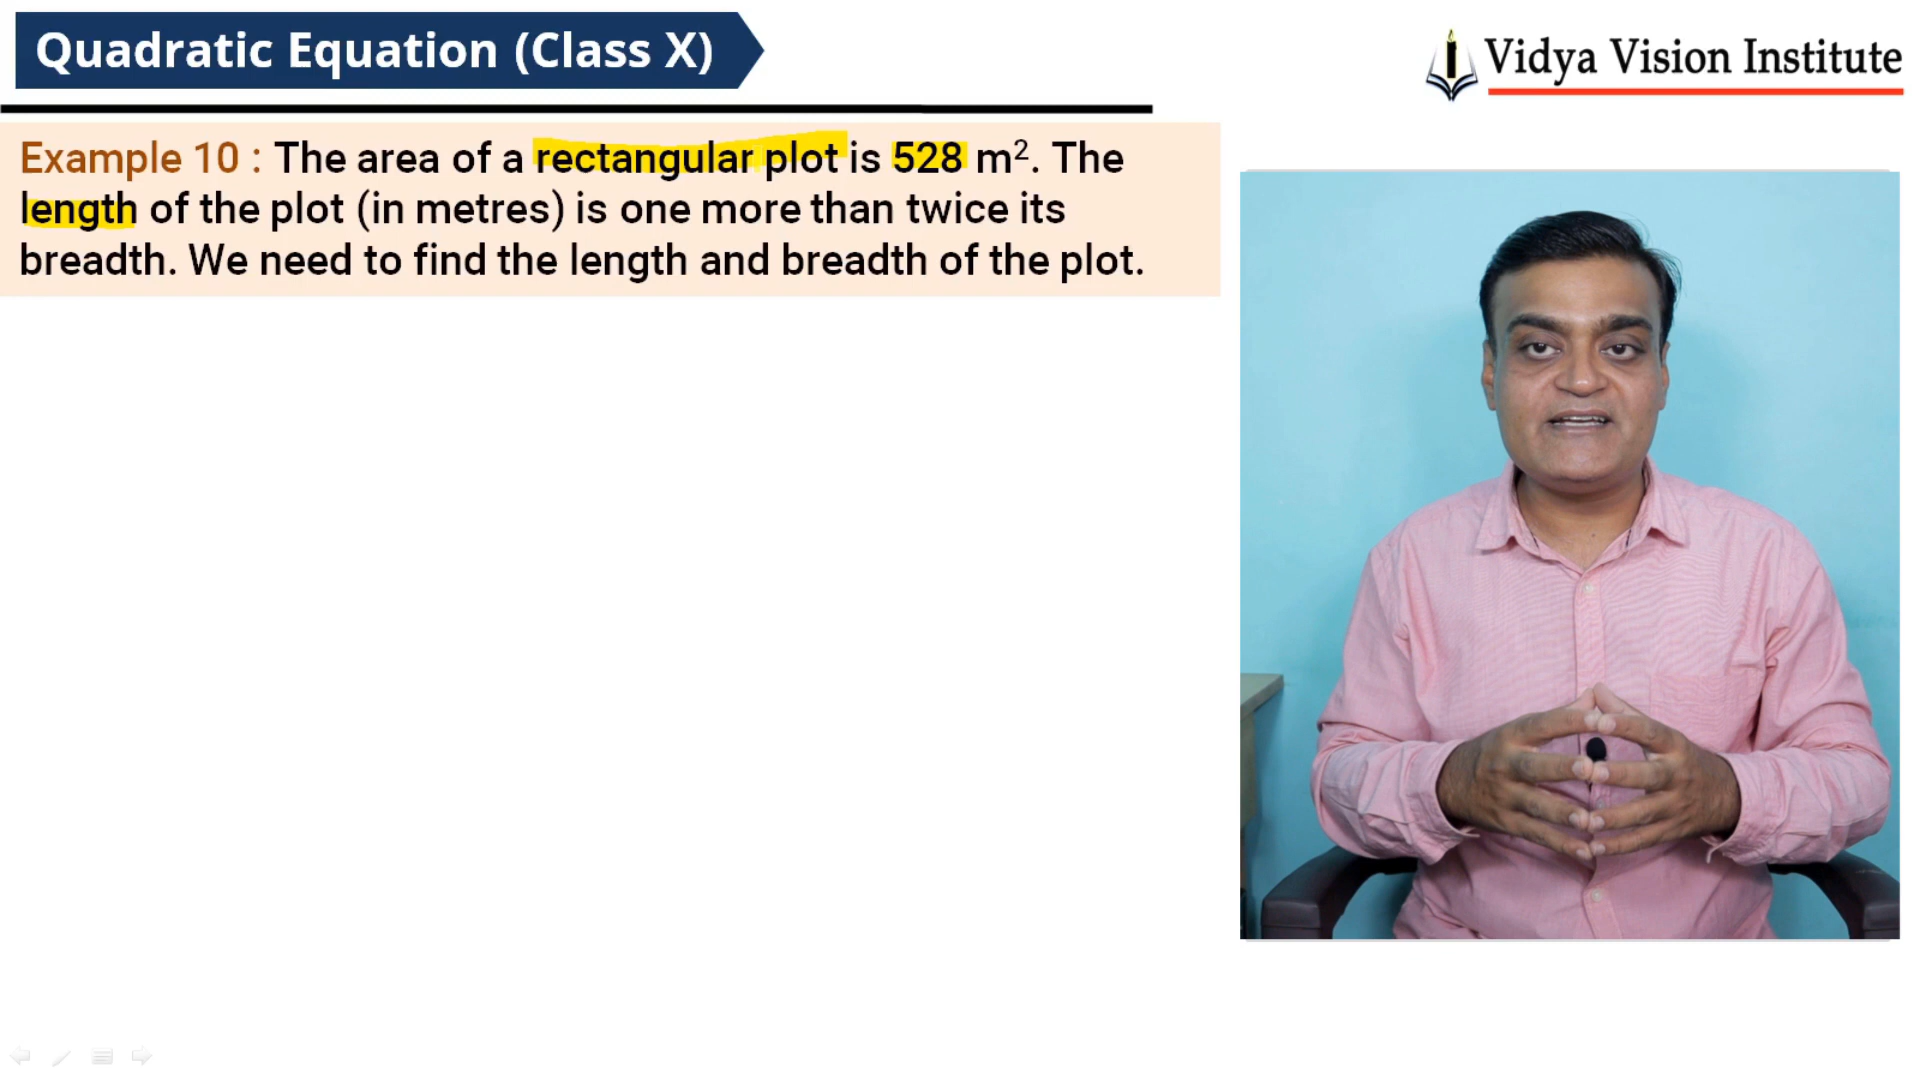 Quadratic Equation (Class X)
Vidya Vision Institute
Example 10 : The area of a rectangular plot is 528 m². The
length of the plot (in metres) is one more than twice its
breadth. We need to find the length and breadth of the plot.